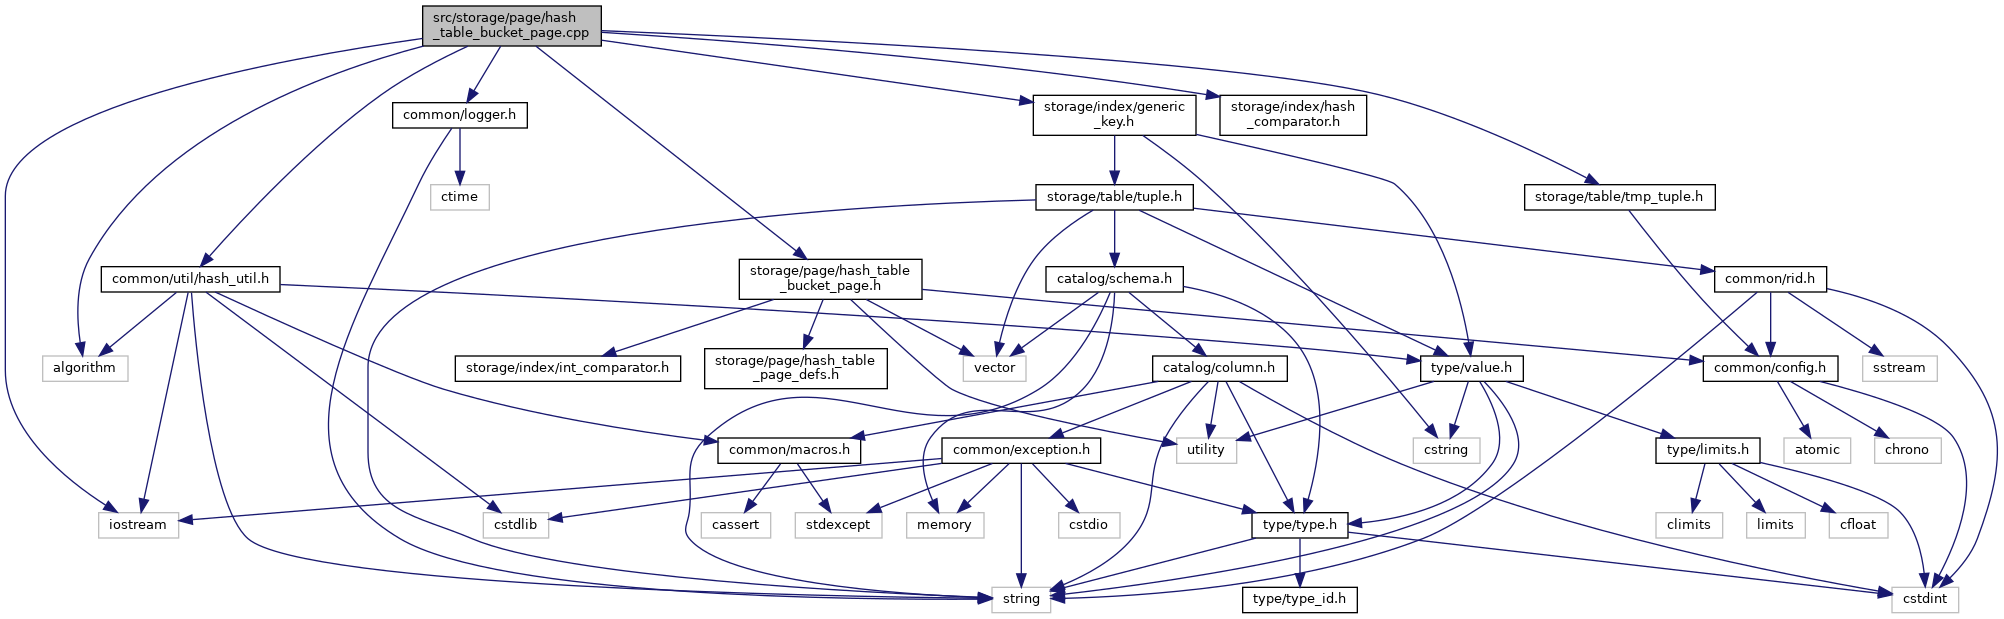 src/storage/page/hash
_table_bucket_page.cpp
common/logger.h
storage/index/generic
_key.h
storage/index/hash
_comparator.h
ctime
storage/table/tuple.h
storage/table/tmp_tuple.h
common/util/hash_util.h
storage/page/hash_table
_bucket_page.h
catalog/schema.h
common/rid.h
algorithm
storage/index/int_comparator.h
storage/page/hash_table
_page_defs.h
vector
catalog/column.h
type/value.h
common/config.h
sstream
common/macros.h
common/exception.h
utility
cstring
type/limits.h
atomic
chrono
iostream
cstdlib
cassert
stdexcept
memory
cstdio
type/type.h
climits
limits
cfloat
string
type/type_id.h
cstdint